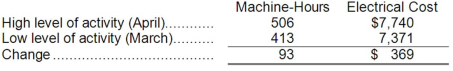 Machine-Hours Electrical Cost
High level of activity (April)............ 506 $7,740
Low level of activity (March)........... 413 7,371
Change ...................................... 93 $ 369